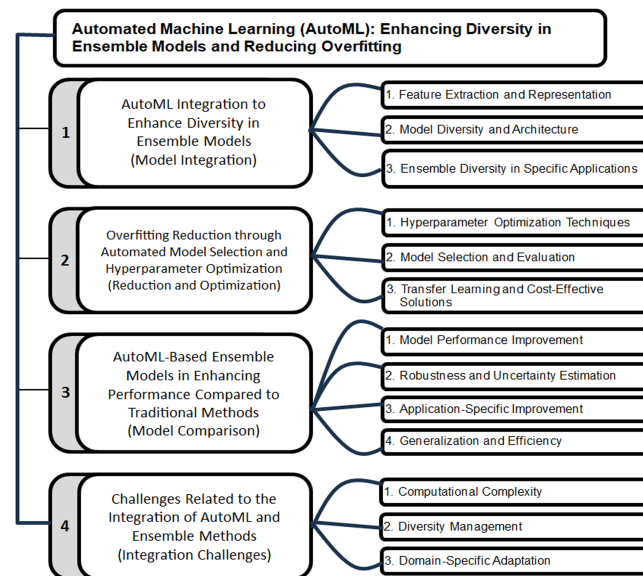 Automated Machine Learning (AutoML): Enhancing Diversity in
Ensemble Models and Reducing Overfitting
1
AutoML Integration to
Enhance Diversity in
Ensemble Models
(Model Integration)
1. Feature Extraction and Representation
2. Model Diversity and Architecture
3. Ensemble Diversity in Specific Applications
2
Overfitting Reduction through
Automated Model Selection and
Hyperparameter Optimization
(Reduction and Optimization)
1. Hyperparameter Optimization Techniques
2. Model Selection and Evaluation
3. Transfer Learning and Cost-Effective
Solutions
3
AutoML-Based Ensemble
Models in Enhancing
Performance Compared to
Traditional Methods
(Model Comparison)
1. Model Performance Improvement
2. Robustness and Uncertainty Estimation
3. Application-Specific Improvement
4. Generalization and Efficiency
4
Challenges Related to the
Integration of AutoML and
Ensemble Methods
(Integration Challenges)
1. Computational Complexity
2. Diversity Management
3. Domain-Specific Adaptation